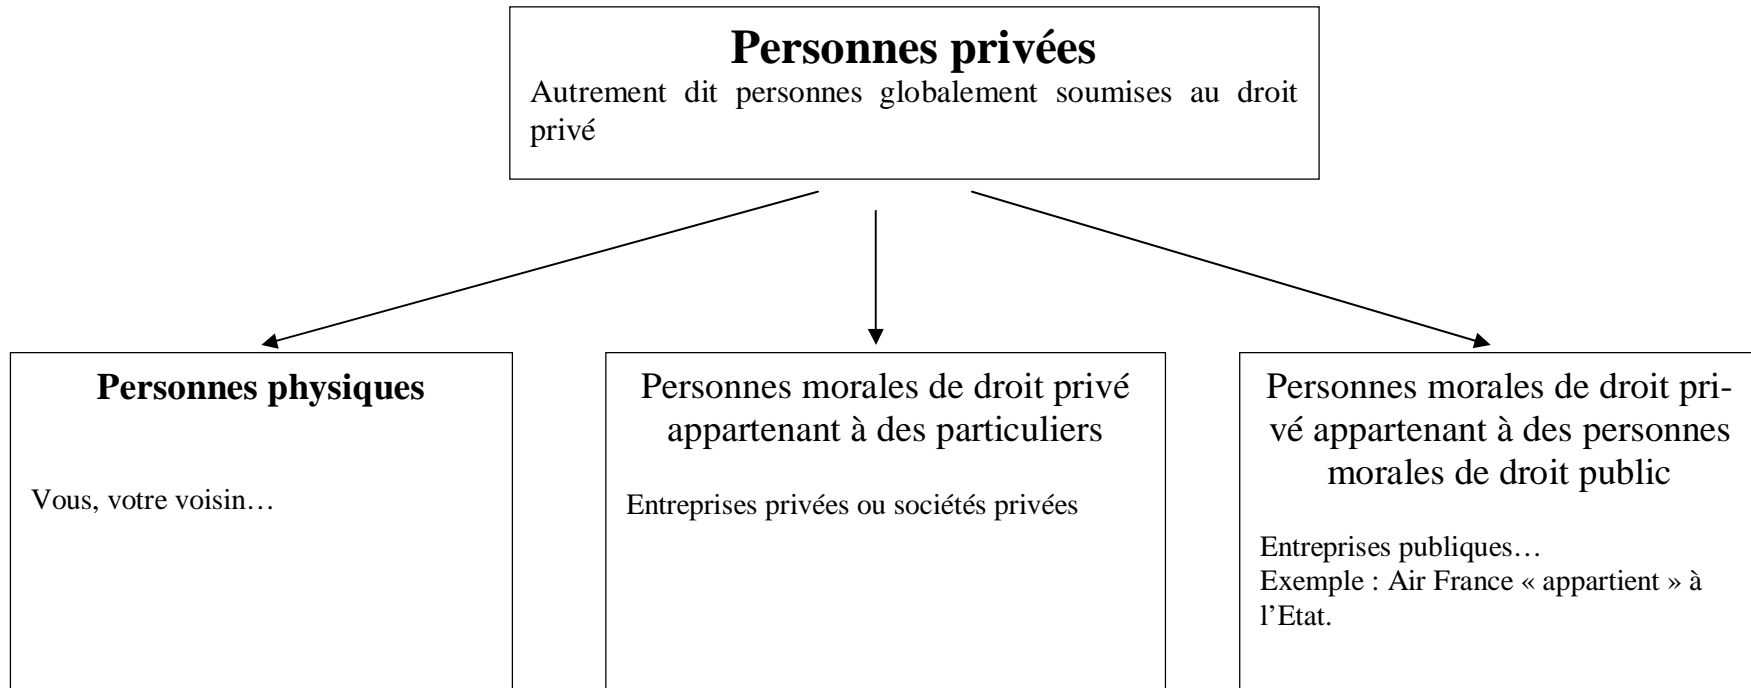 Personnes privées
Autrement dit personnes globalement soumises au droit
privé
Personnes physiques
Vous, votre voisin…
Personnes morales de droit privé
appartenant à des particuliers
Entreprises privées ou sociétés privées
Personnes morales de droit pri-
vé appartenant à des personnes
morales de droit public
Entreprises publiques…
Exemple : Air France « appartient » à
l’Etat.